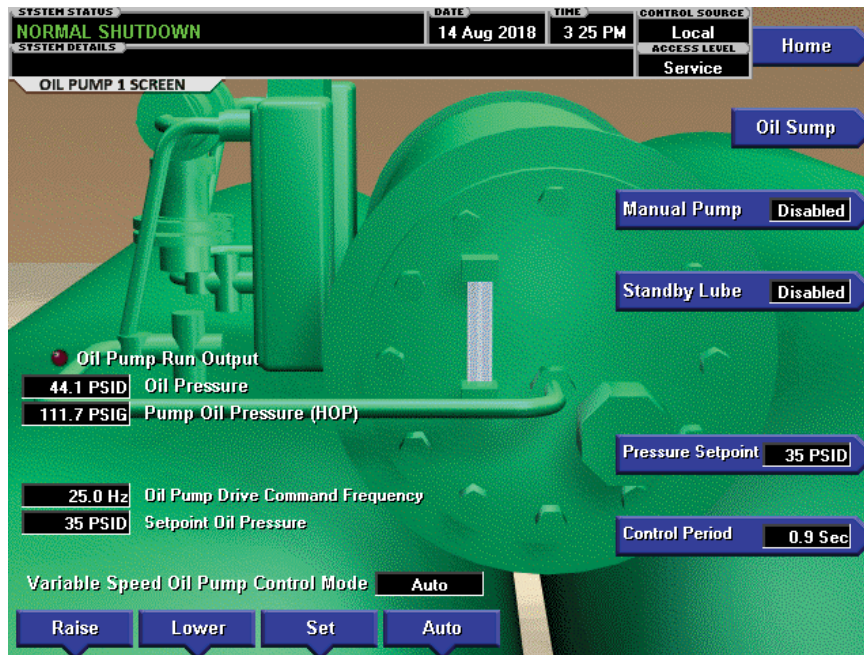 SYSTEM STATUS
NORMAL SHUTDOWN
DATE
14 Aug 2018
TIME
3 25 PM
CONTROL SOURCE
Local
SYSTEM DETAILS
ACCESS LEVEL
Service
Home
OIL PUMP 1 SCREEN
Oil Sump
Manual Pump Disabled
Standby Lube Disabled
Oil Pump Run Output
44.1 PSID Oil Pressure
111.7 PSIG Pump Oil Pressure (HOP)
Pressure Setpoint 35 PSID
25.0 Hz Oil Pump Drive Command Frequency
35 PSID Setpoint Oil Pressure
Control Period 0.9 Sec
Variable Speed Oil Pump Control Mode Auto
Raise Lower Set Auto